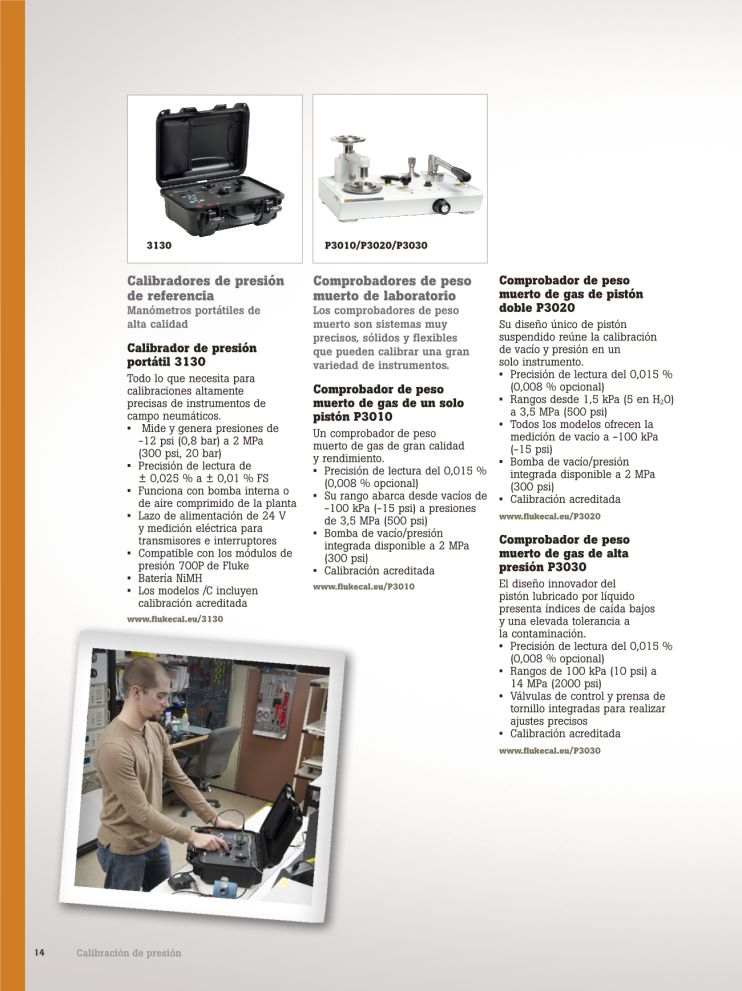 3130
P3010/P3020/P3030
Calibradores de presión
de referencia
Manómetros portátiles de
alta calidad
Calibrador de presión
portátil 3130
Todo lo que necesita para
calibraciones altamente
precisas de instrumentos de
campo neumáticos.
▪ Mide y genera presiones de
–12 psi (0,8 bar) a 2 MPa
(300 psi, 20 bar)
▪ Precisión de lectura de
± 0,025 % a ± 0,01 % FS
▪ Funciona con bomba interna o
de aire comprimido de la planta
▪ Lazo de alimentación de 24 V
y medición eléctrica para
transmisores e interruptores
▪ Compatible con los módulos de
presión 700P de Fluke
▪ Batería NiMH
▪ Los modelos /C incluyen
calibración acreditada
www.flukecal.eu/3130
Comprobadores de peso
muerto de laboratorio
Los comprobadores de peso
muerto son sistemas muy
precisos, sólidos y flexibles
que pueden calibrar una gran
variedad de instrumentos.
Comprobador de peso
muerto de gas de un solo
pistón P3010
Un comprobador de peso
muerto de gas de gran calidad
y rendimiento.
▪ Precisión de lectura del 0,015 %
(0,008 % opcional)
▪ Su rango abarca desde vacíos de
–100 kPa (–15 psi) a presiones
de 3,5 MPa (500 psi)
▪ Bomba de vacío/presión
integrada disponible a 2 MPa
(300 psi)
▪ Calibración acreditada
www.flukecal.eu/P3010
Comprobador de peso
muerto de gas de pistón
doble P3020
Su diseño único de pistón
suspendido reúne la calibración
de vacío y presión en un
solo instrumento.
▪ Precisión de lectura del 0,015 %
(0,008 % opcional)
▪ Rangos desde 1,5 kPa (5 en H₂O)
a 3,5 MPa (500 psi)
▪ Todos los modelos ofrecen la
medición de vacío a –100 kPa
(–15 psi)
▪ Bomba de vacío/presión
integrada disponible a 2 MPa
(300 psi)
▪ Calibración acreditada
www.flukecal.eu/P3020
Comprobador de peso
muerto de gas de alta
presión P3030
El diseño innovador del
pistón lubricado por líquido
presenta índices de caída bajos
y una elevada tolerancia a
la contaminación.
▪ Precisión de lectura del 0,015 %
(0,008 % opcional)
▪ Rangos de 100 kPa (10 psi) a
14 MPa (2000 psi)
▪ Válvulas de control y prensa de
tornillo integradas para realizar
ajustes precisos
▪ Calibración acreditada
www.flukecal.eu/P3030
14 Calibración de presión